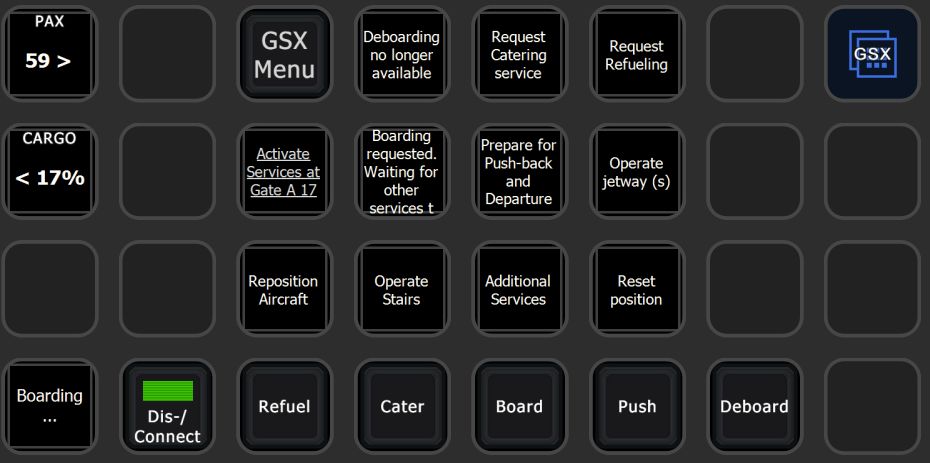 PAX
59 >
GSX
Menu
Deboarding
no longer
available
Request
Catering
service
Request
Refueling
GSX
CARGO
< 17%
Activate
Services at
Gate A 17
Boarding
requested.
Waiting for
other
services t
Prepare for
Push-back
and
Departure
Operate
jetway (s)
Reposition
Aircraft
Operate
Stairs
Additional
Services
Reset
position
Boarding
...
Dis-/
Connect
Refuel
Cater
Board
Push
Deboard